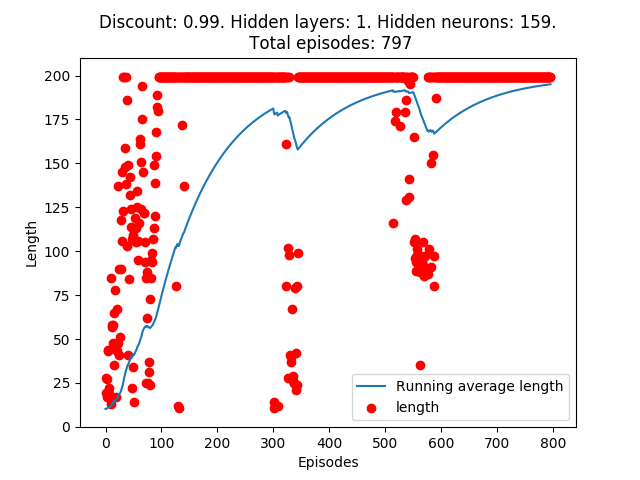 Discount: 0.99. Hidden layers: 1. Hidden neurons: 159.
Total episodes: 797
200
175
150
125
100
75
50
25
0
Length
0 100 200 300 400 500 600 700 800
Episodes
Running average length
length